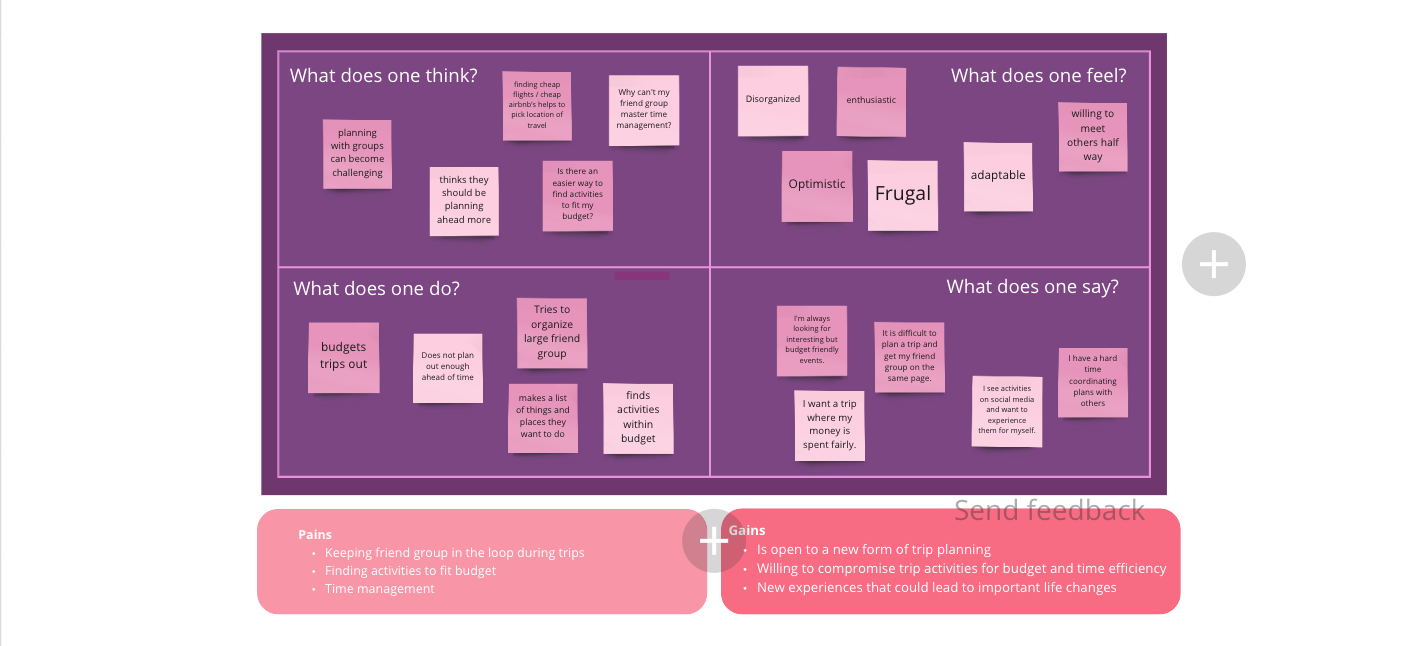 What does one think?
planning
with groups
can become
challenging
finding cheap
flights / cheap
airbnb's helps to
pick location of
travel
Why can't my
friend group
master time
management?
thinks they
should be
planning
ahead more
Is there an
easier way to
find activities
to fit my
budget?
What does one feel?
Disorganized
enthusiastic
willing to
meet
others half
way
Optimistic
Frugal
adaptable
What does one do?
budgets
trips out
Does not plan
out enough
ahead of time
Tries to
organize
large friend
group
makes a list
of things and
places they
want to do
finds
activities
within
budget
What does one say?
I'm always
looking for
interesting but
budget friendly
events.
It is difficult to
plan a trip and
get my friend
group on the
same page.
I have a hard
time
coordinating
plans with
others
I want a trip
where my
money is
spent fairly.
I see activities
on social media
and want to
experience
them for myself.
Send feedback
Pains
• Keeping friend group in the loop during trips
• Finding activities to fit budget
• Time management
Gains
• Is open to a new form of trip planning
• Willing to compromise trip activities for budget and time efficiency
• New experiences that could lead to important life changes